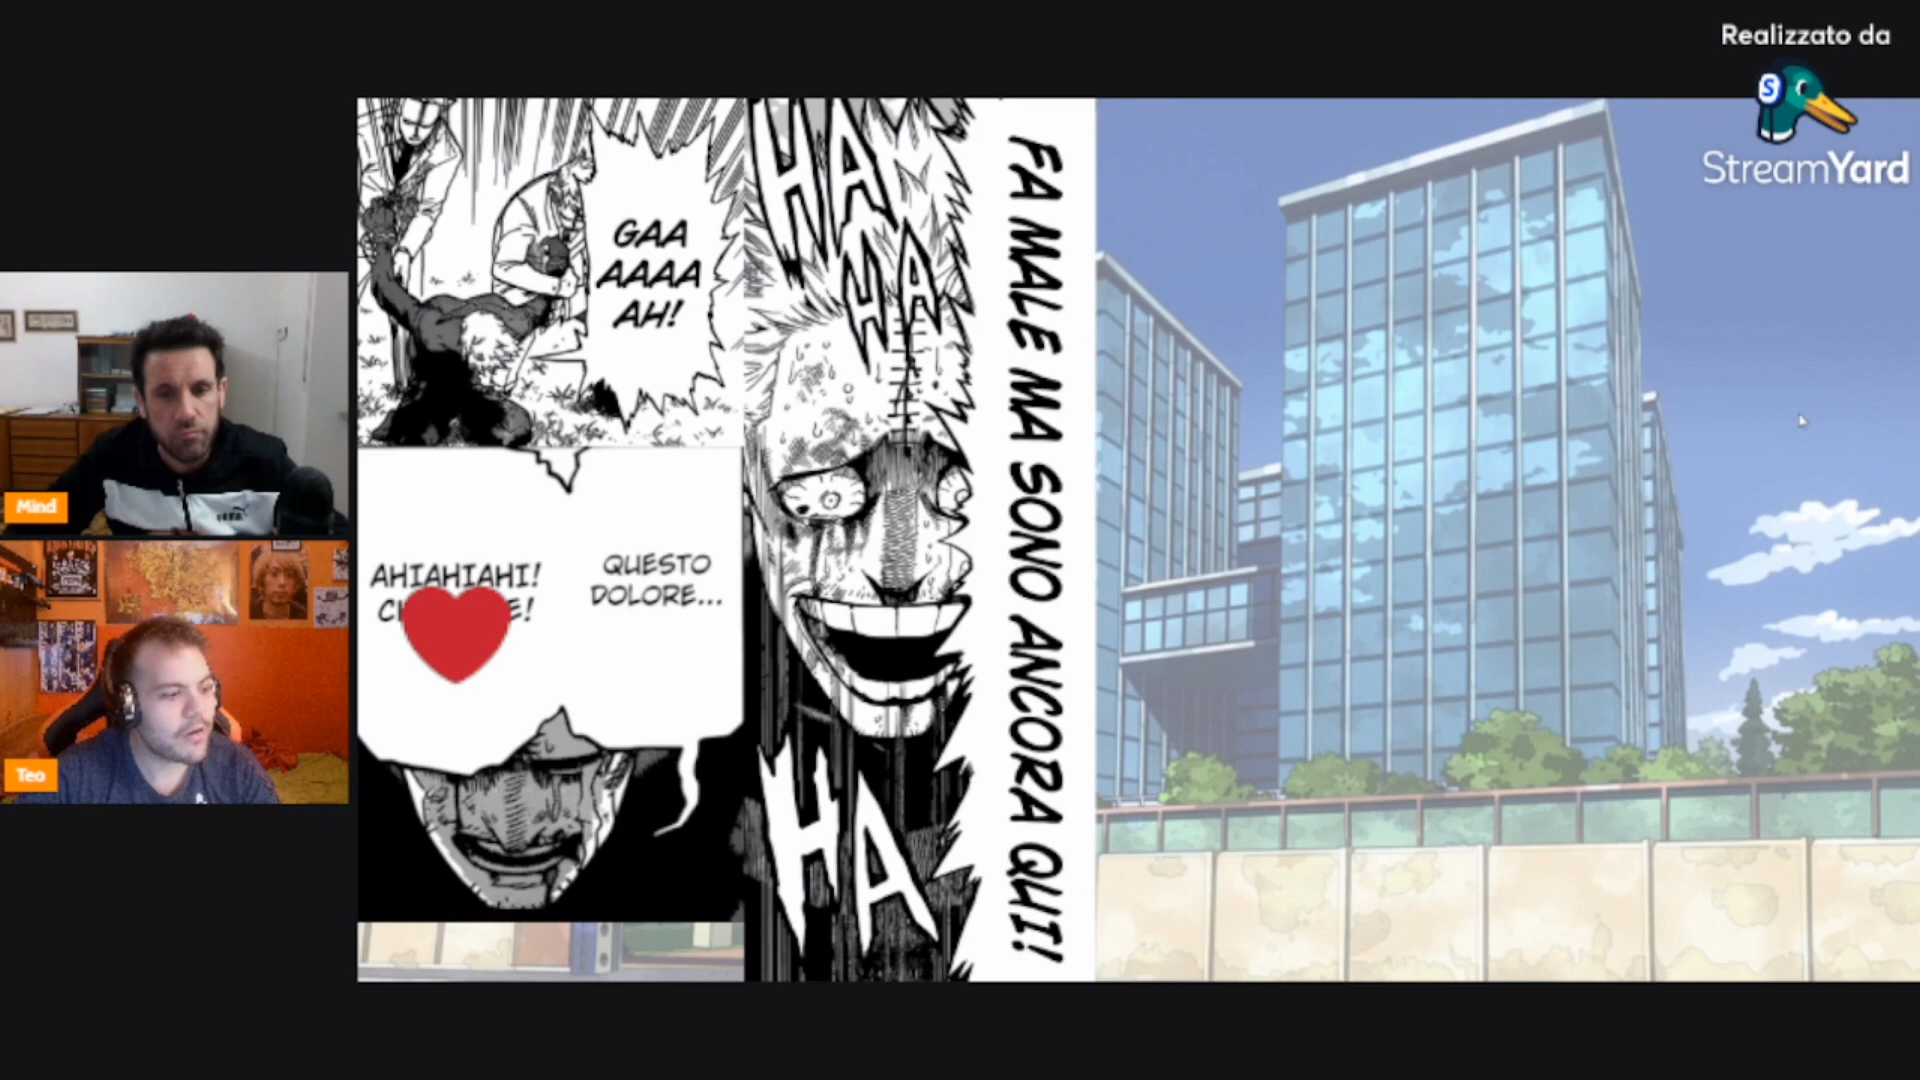 Realizzato da
S
StreamYard
Mind
Teo
GAA
AAAA
AH!
HA
HA
HA
AHIAHIAHI!
QUESTO
DOLORE...
FA MALE MA SONO ANCORA QUI!!